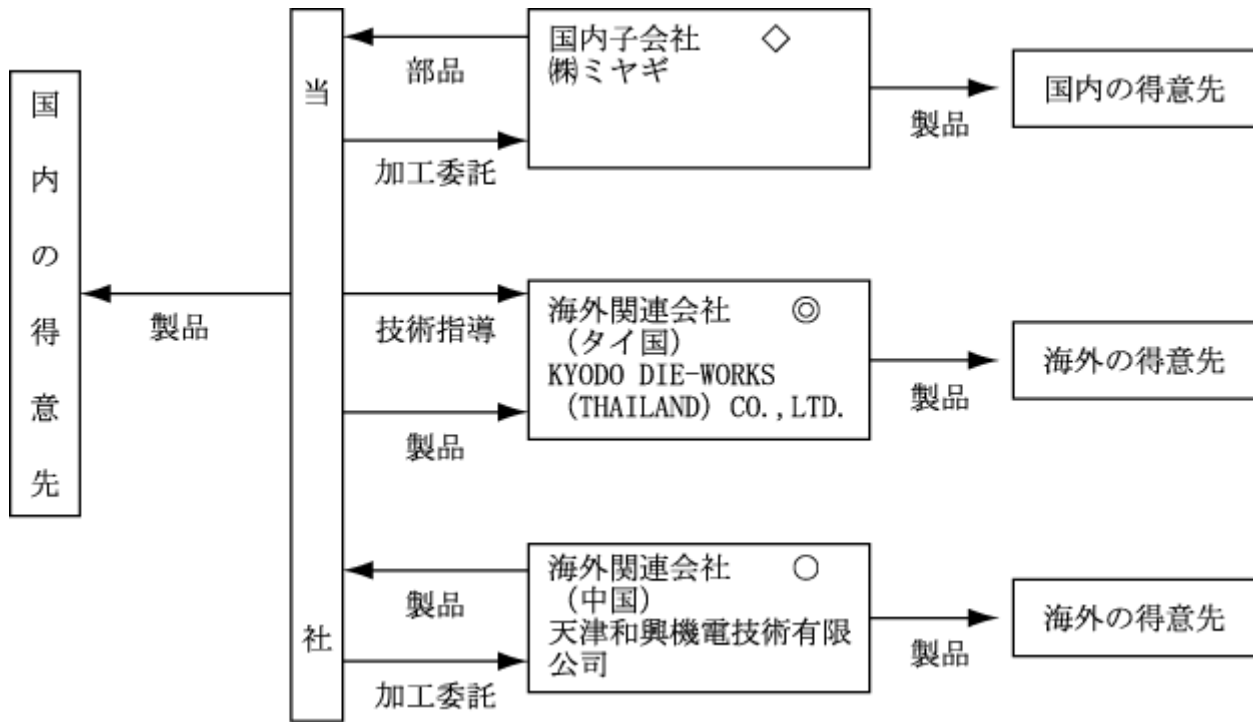 国内の得意先
製品
当社
部品
加工委託
技術指導
製品
製品
加工委託
国内子会社 ◇
㈱ミヤギ
海外関連会社 ◎
（タイ国）
KYODO DIE-WORKS
（THAILAND）CO.,LTD.
海外関連会社 ○
（中国）
天津和興機電技術有限
公司
製品
国内の得意先
製品
海外の得意先
製品
海外の得意先